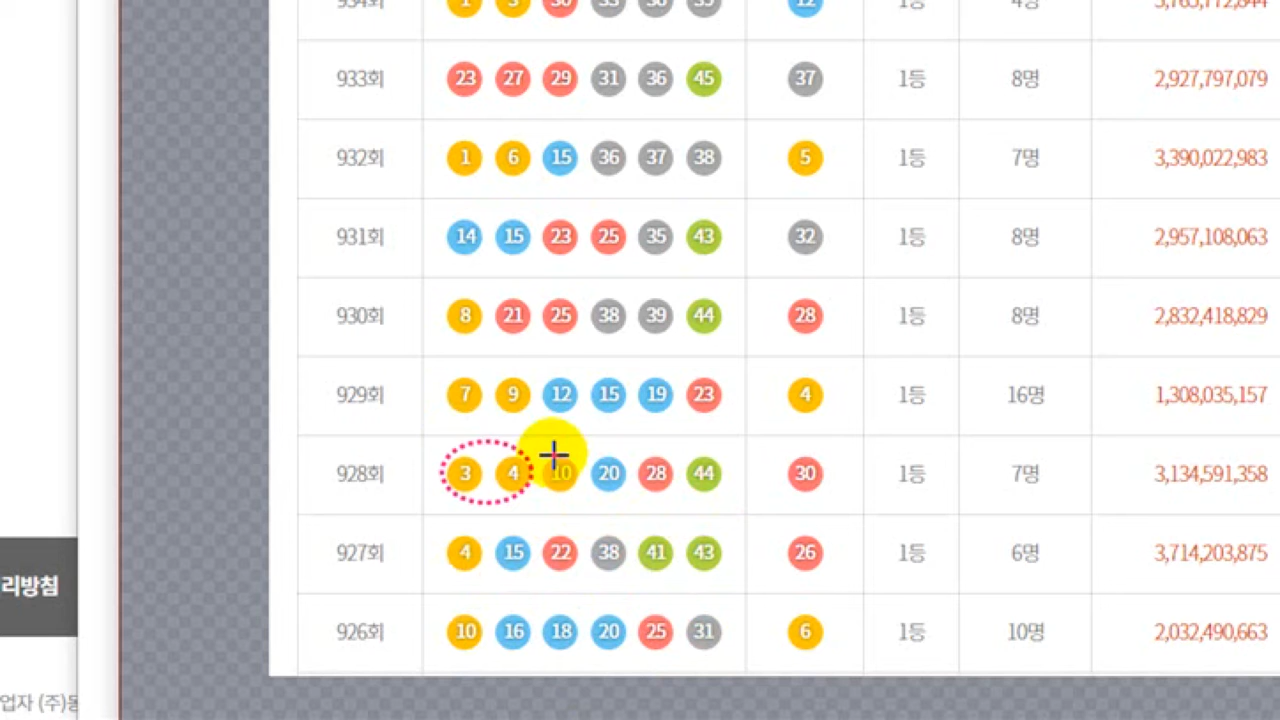 933회 23 27 29 31 36 45 37 1등 8명 2,927,797,079
932회 1 6 15 36 37 38 5 1등 7명 3,390,022,983
931회 14 15 23 25 35 43 32 1등 8명 2,957,108,063
930회 8 21 25 38 39 44 28 1등 8명 2,832,418,829
929회 7 9 12 15 19 23 4 1등 16명 1,308,035,157
928회 3 4 10 20 28 44 30 1등 7명 3,134,591,358
927회 4 15 22 38 41 43 26 1등 6명 3,714,203,875
리방침
926회 10 16 18 20 25 31 6 1등 10명 2,032,490,663
업자 (주)동